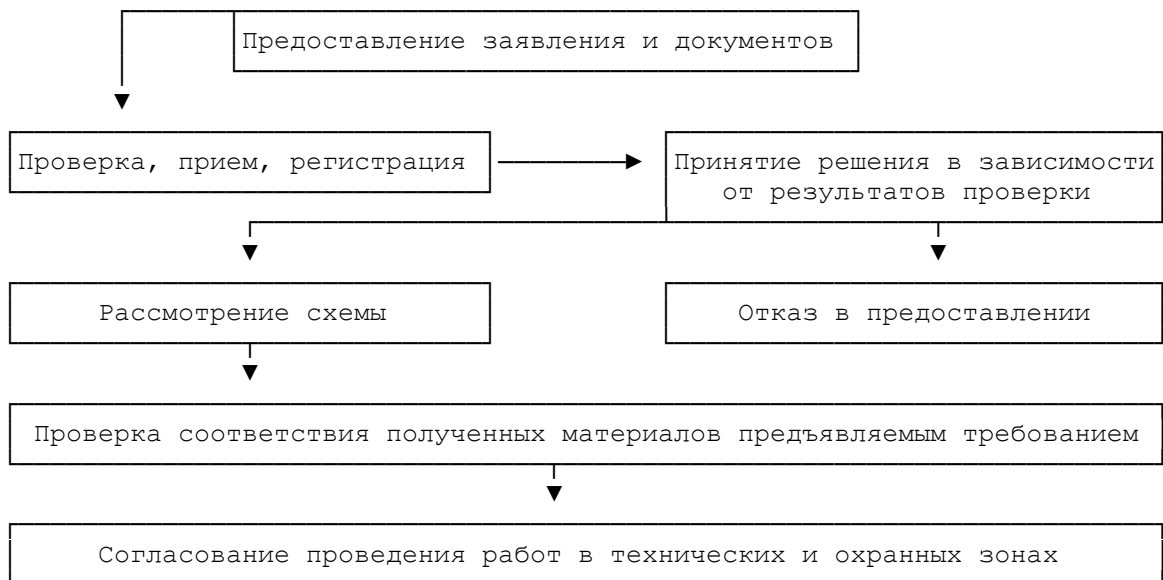 Предоставление заявления и документов
Проверка, прием, регистрация
Принятие решения в зависимости
от результатов проверки
Рассмотрение схемы
Отказ в предоставлении
Проверка соответствия полученных материалов предъявляемым требованием
Согласование проведения работ в технических и охранных зонах